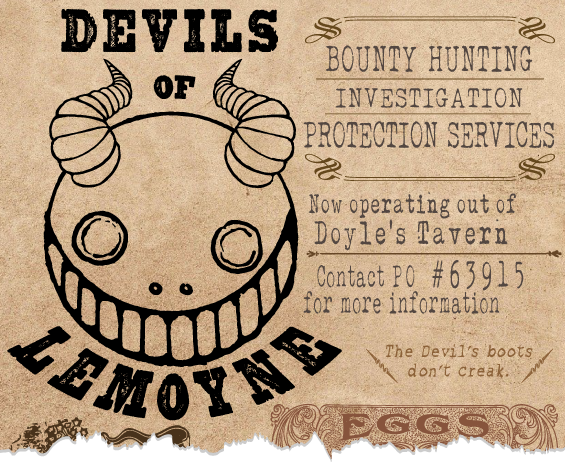 DEVILS
OF
LEMOYNE
BOUNTY HUNTING
INVESTIGATION
PROTECTION SERVICES
Now operating out of
Doyle's Tavern
Contact PO #63915
for more information
The Devil's boots
don't creak.
EGGS